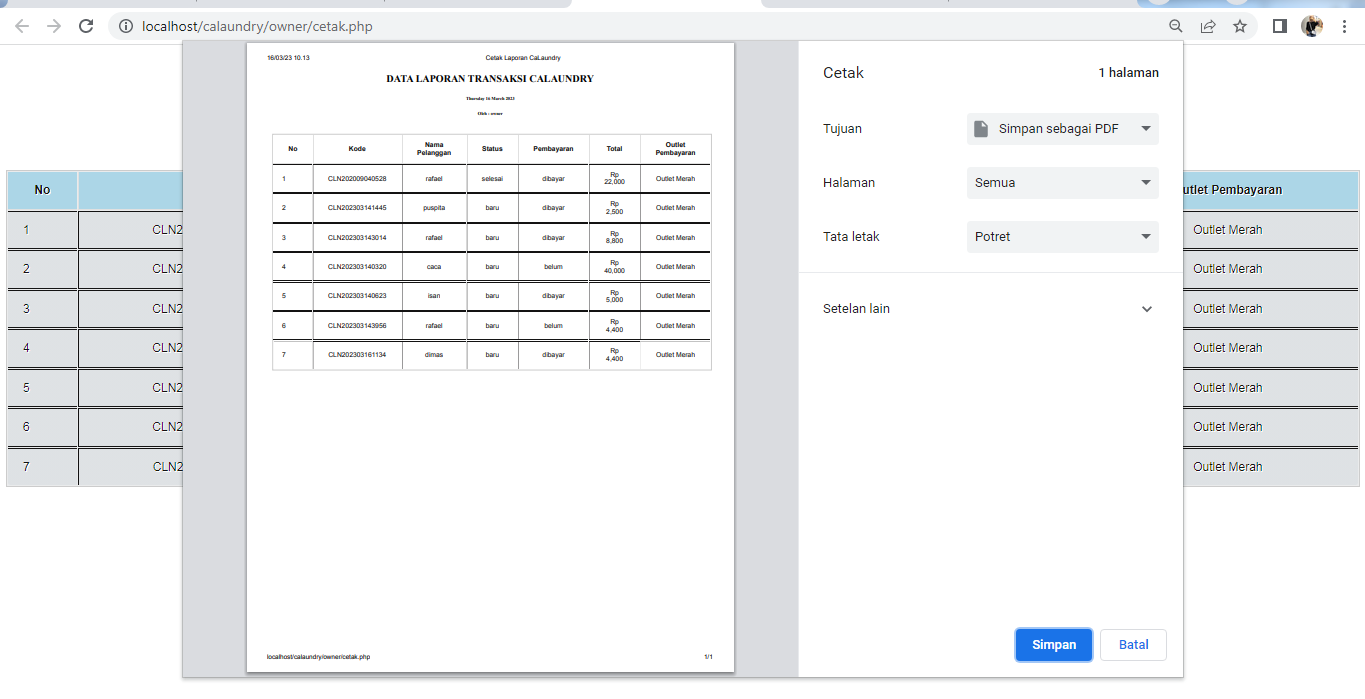 localhost/calaundry/owner/cetak.php
16/03/23 10.13 Cetak Laporan CaLaundry
DATA LAPORAN TRANSAKSI CALAUNDRY
Thursday 16 March 2023
Oleh : owner
No Kode Nama Pelanggan Status Pembayaran Total Outlet Pembayaran
1 CLN202009040528 rafael selesai dibayar Rp 22,000 Outlet Merah
2 CLN202303141445 puspita baru dibayar Rp 2,500 Outlet Merah
3 CLN202303143014 rafael baru dibayar Rp 8,800 Outlet Merah
4 CLN202303140320 caca baru belum Rp 40,000 Outlet Merah
5 CLN202303140623 isan baru dibayar Rp 5,000 Outlet Merah
6 CLN202303143956 rafael baru belum Rp 4,400 Outlet Merah
7 CLN202303161134 dimas baru dibayar Rp 4,400 Outlet Merah
localhost/calaundry/owner/cetak.php 1/1
Cetak 1 halaman
Tujuan Simpan sebagai PDF
Halaman Semua
Tata letak Potret
Setelan lain
Simpan Batal
No utlet Pembayaran
1 CLN2 Outlet Merah
2 CLN2 Outlet Merah
3 CLN2 Outlet Merah
4 CLN2 Outlet Merah
5 CLN2 Outlet Merah
6 CLN2 Outlet Merah
7 CLN2 Outlet Merah